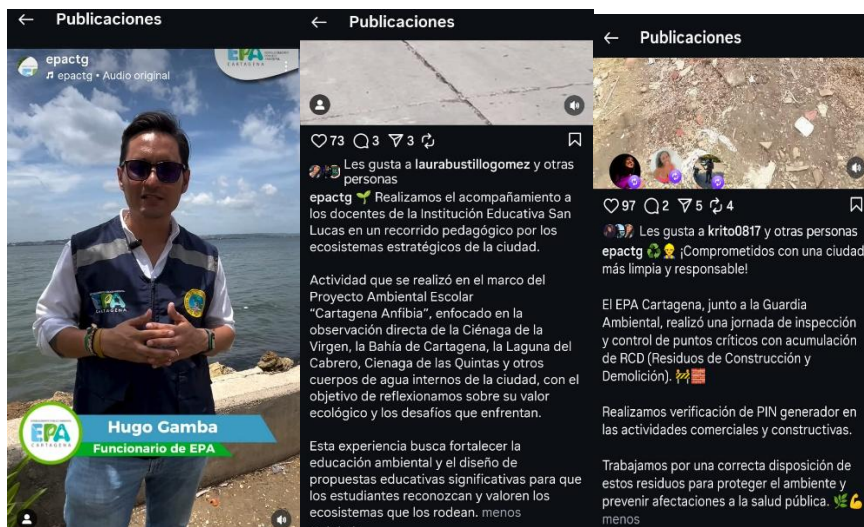 ← Publicaciones
epactg
♫ epactg • Audio original
EPA
CARTAGENA
EPA
CARTAGENA
EPA
CARTAGENA
Hugo Gamba
Funcionario de EPA
← Publicaciones
73 3 3
Les gusta a laurabustillogomez y otras
personas
epactg 🌱 Realizamos el acompañamiento a
los docentes de la Institución Educativa San
Lucas en un recorrido pedagógico por los
ecosistemas estratégicos de la ciudad.
Actividad que se realizó en el marco del
Proyecto Ambiental Escolar
“Cartagena Anfibia”, enfocado en la
observación directa de la Ciénaga de la
Virgen, la Bahía de Cartagena, la Laguna del
Cabrero, Cienaga de las Quintas y otros
cuerpos de agua internos de la ciudad, con el
objetivo de reflexionamos sobre su valor
ecológico y los desafíos que enfrentan.
Esta experiencia busca fortalecer la
educación ambiental y el diseño de
propuestas educativas significativas para que
los estudiantes reconozcan y valoren los
ecosistemas que los rodean. menos
← Publicaciones
97 2 5 4
Les gusta a krito0817 y otras personas
epactg ♻️👷 ¡Comprometidos con una ciudad
más limpia y responsable!
El EPA Cartagena, junto a la Guardia
Ambiental, realizó una jornada de inspección
y control de puntos críticos con acumulación
de RCD (Residuos de Construcción y
Demolición). 🚧🧱
Realizamos verificación de PIN generador en
las actividades comerciales y constructivas.
Trabajamos por una correcta disposición de
estos residuos para proteger el ambiente y
prevenir afectaciones a la salud pública. 🌿💪
menos